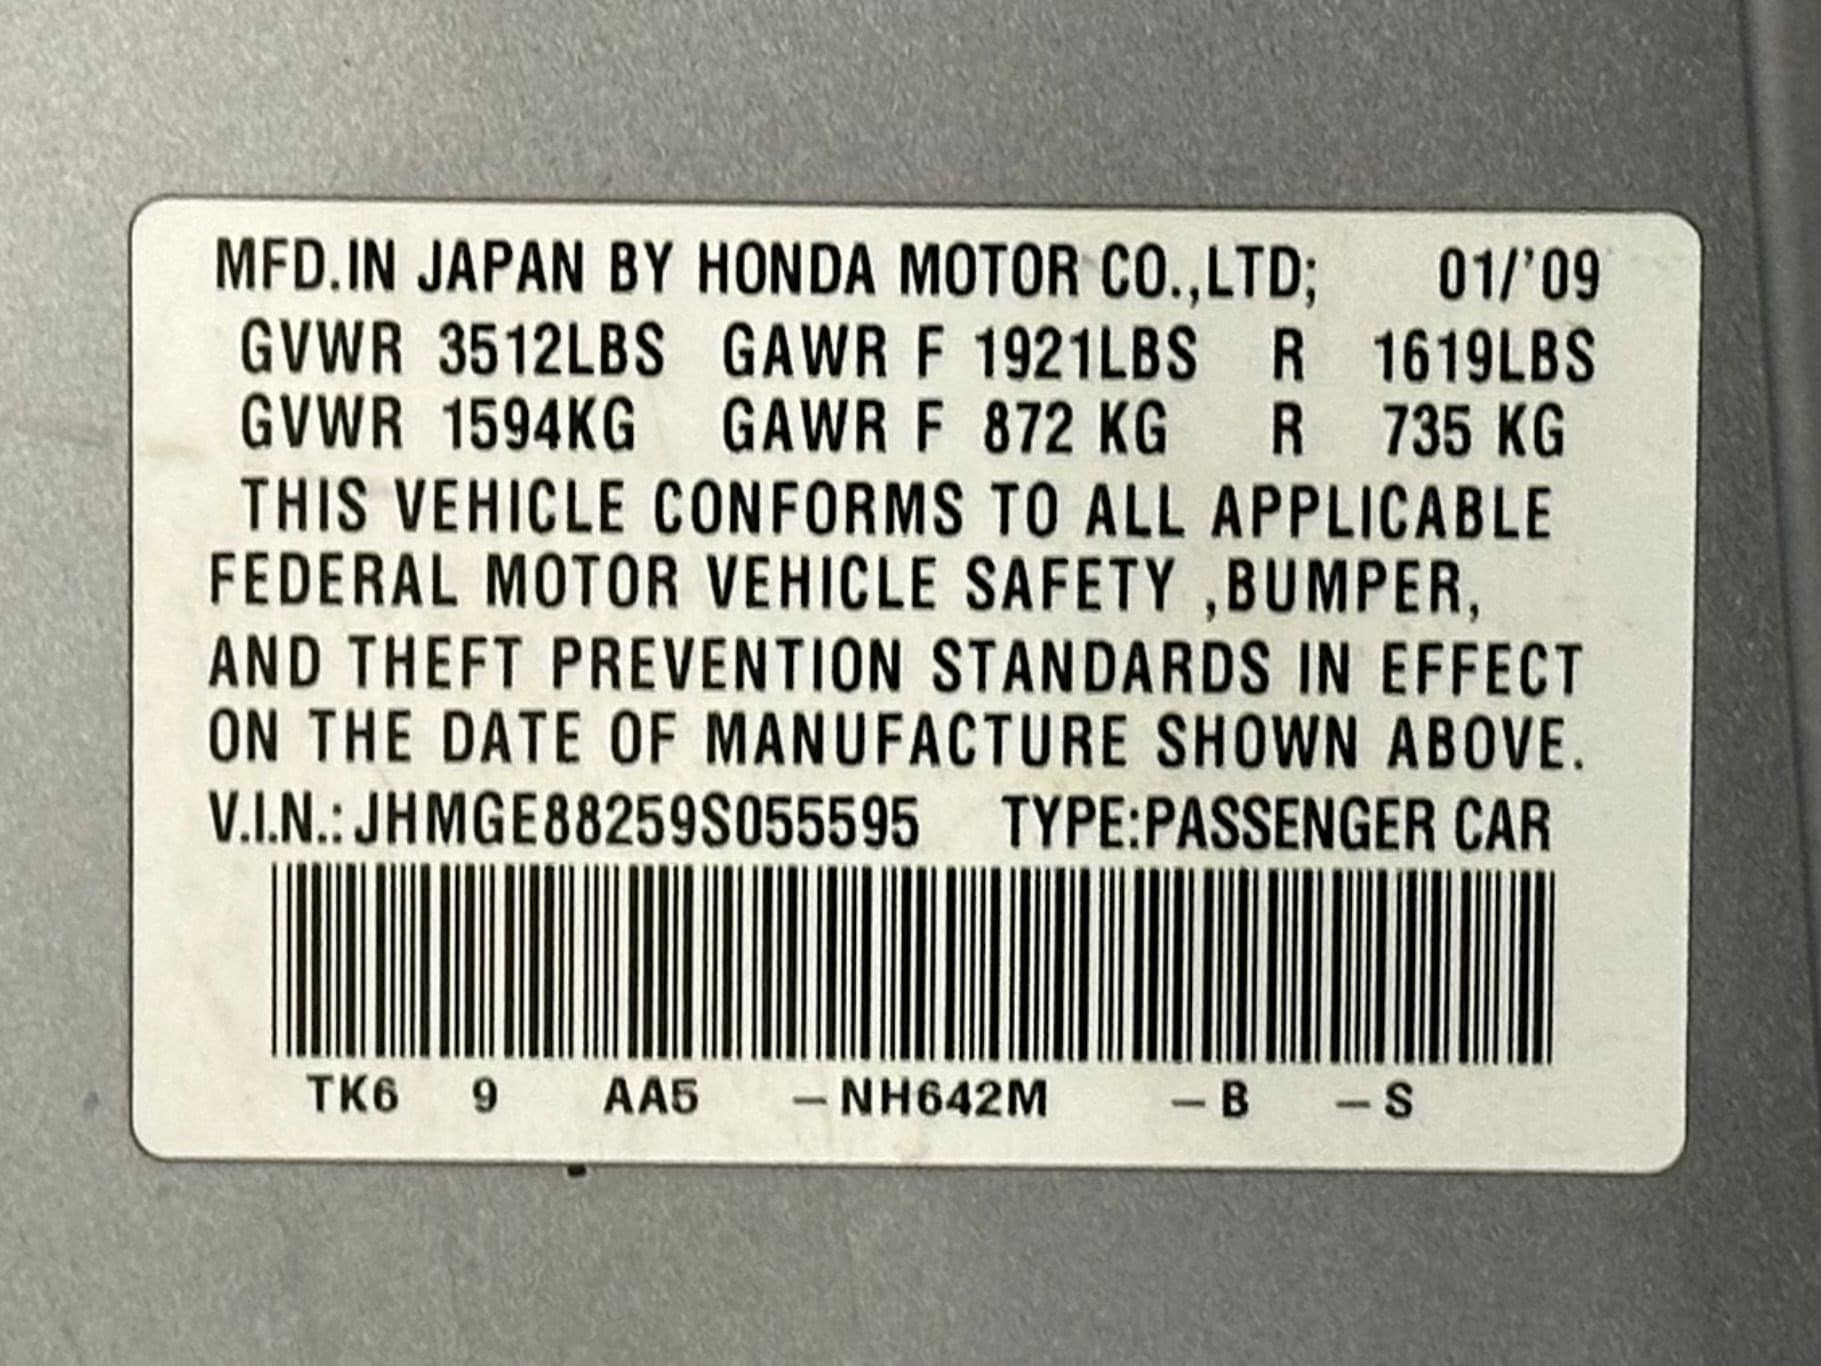 MFD.IN JAPAN BY HONDA MOTOR CO.,LTD; 01/'09
GVWR 3512LBS GAWR F 1921LBS R 1619LBS
GVWR 1594KG GAWR F 872 KG R 735 KG
THIS VEHICLE CONFORMS TO ALL APPLICABLE
FEDERAL MOTOR VEHICLE SAFETY ,BUMPER,
AND THEFT PREVENTION STANDARDS IN EFFECT
ON THE DATE OF MANUFACTURE SHOWN ABOVE.
V.I.N.: JHMGE88259S055595 TYPE:PASSENGER CAR
TK6 9 AA5 -NH642M -B -S